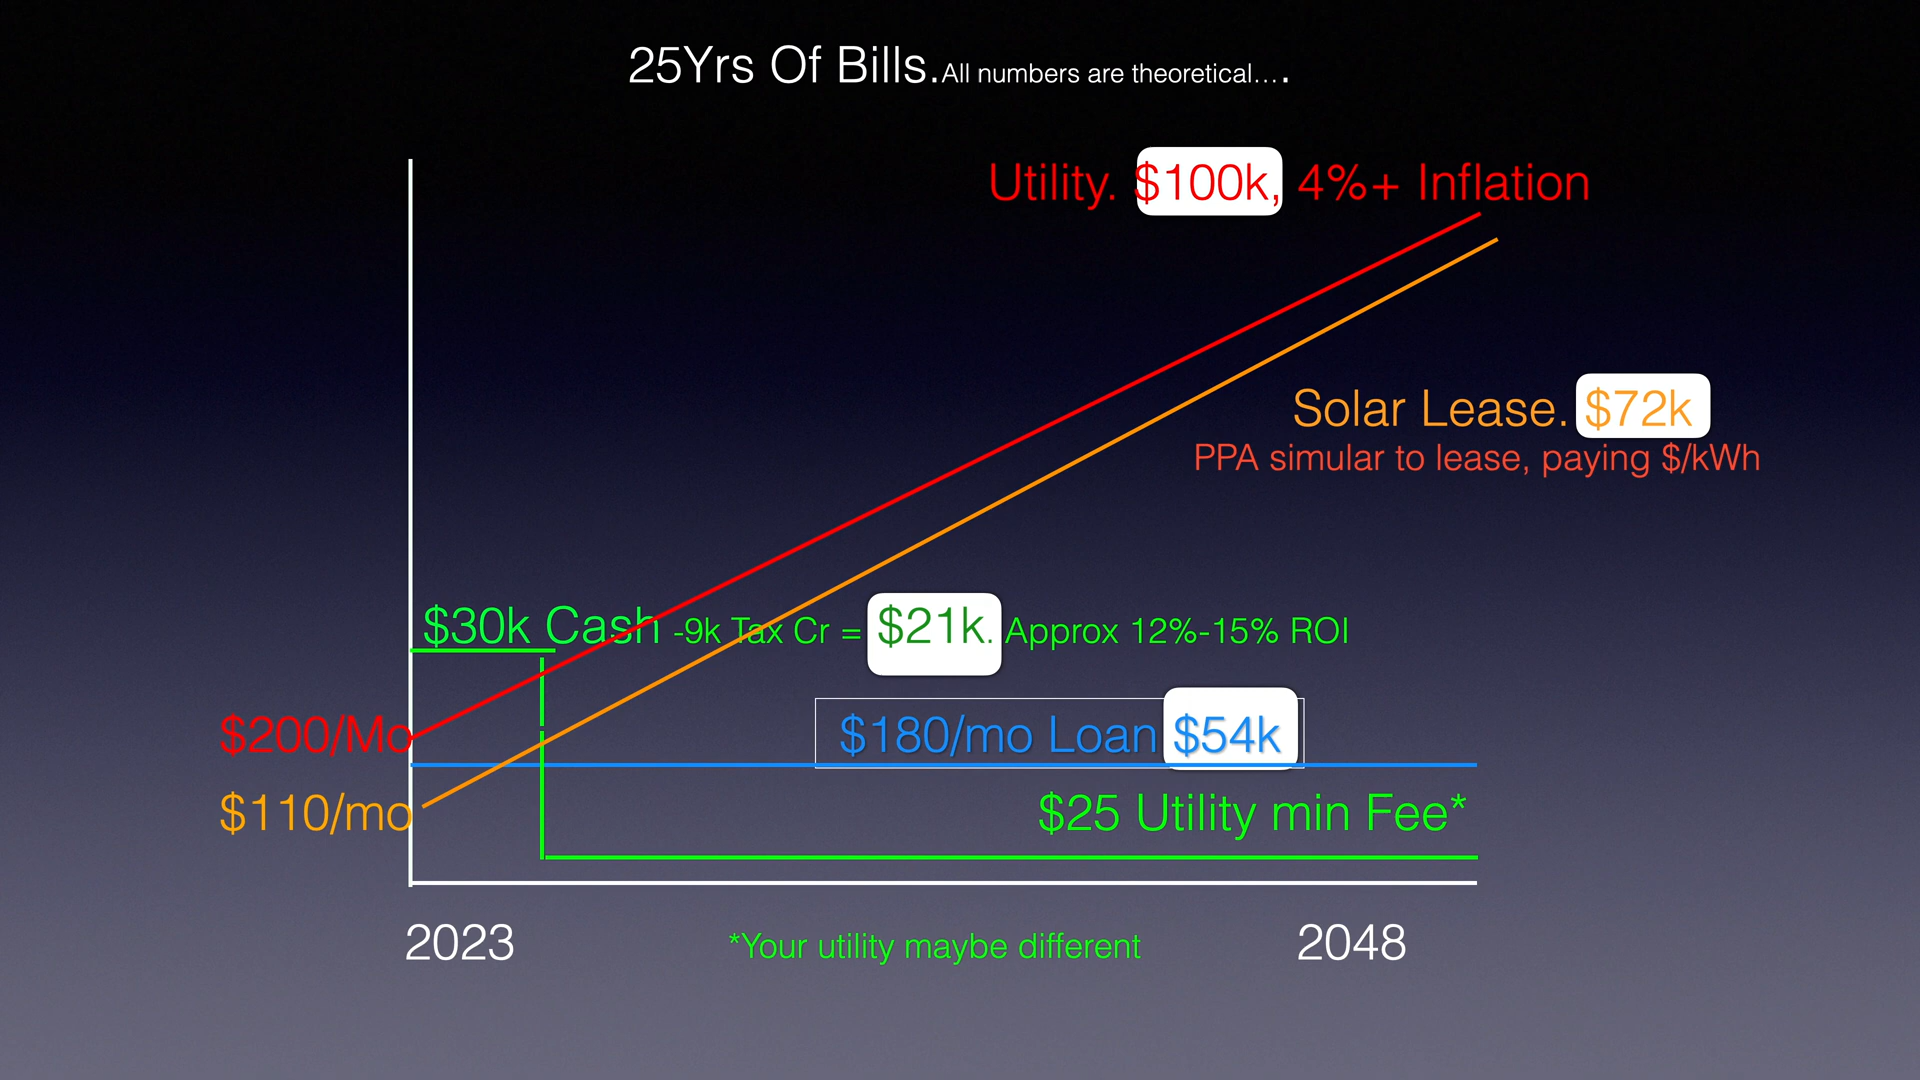 25Yrs Of Bills.All numbers are theoretical....
Utility. $100k, 4%+ Inflation
Solar Lease. $72k
PPA simular to lease, paying $/kWh
$30k Cash -9k Tax Cr = $21k. Approx 12%-15% ROI
$200/Mo
$180/mo Loan $54k
$110/mo
$25 Utility min Fee*
2023
*Your utility maybe different
2048